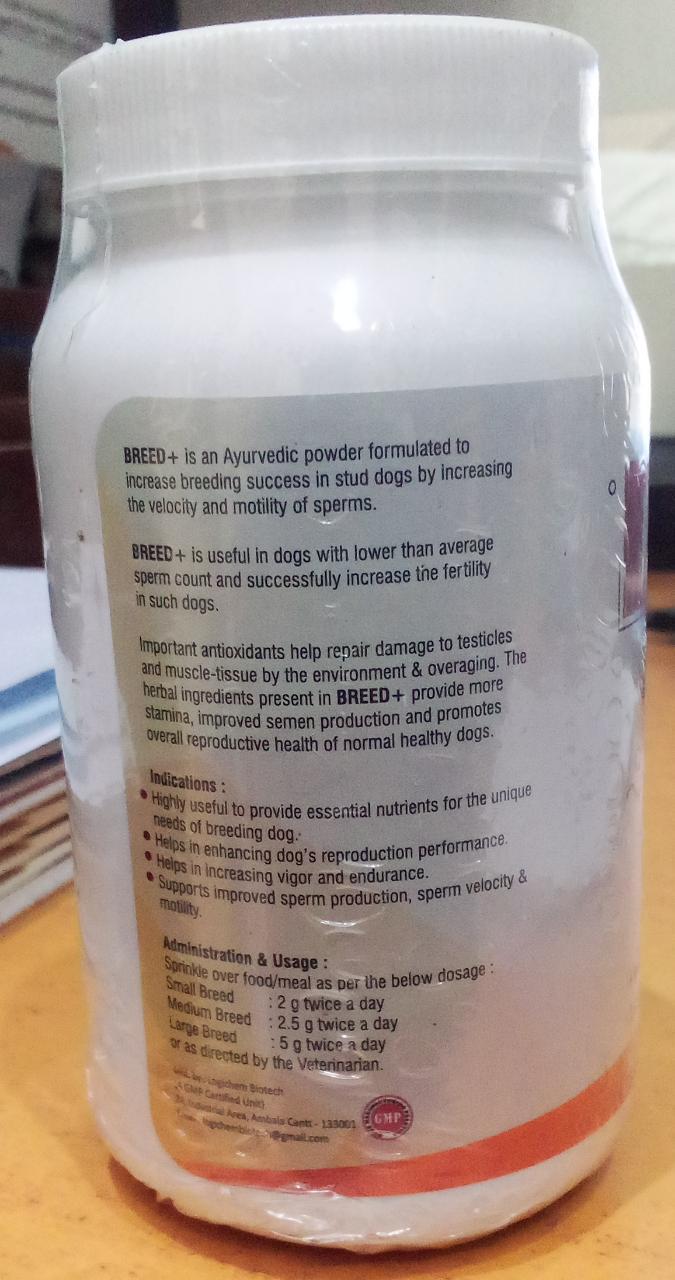 BREED+ is an Ayurvedic powder formulated to
increase breeding success in stud dogs by increasing
the velocity and motility of sperms.
BREED+ is useful in dogs with lower than average
sperm count and successfully increase the fertility
in such dogs.
Important antioxidants help repair damage to testicles
and muscle-tissue by the environment & overaging. The
herbal ingredients present in BREED+ provide more
stamina, improved semen production and promotes
overall reproductive health of normal healthy dogs.
Indications :
• Highly useful to provide essential nutrients for the unique
needs of breeding dog.
• Helps in enhancing dog's reproduction performance.
• Helps in increasing vigor and endurance.
• Supports improved sperm production, sperm velocity &
motility.
Administration & Usage :
Sprinkle over food/meal as per the below dosage :
Small Breed : 2 g twice a day
Medium Breed : 2.5 g twice a day
Large Breed : 5 g twice a day
or as directed by the Veterinarian.
Biotech
GMP Certified Unit)
Industrial Area, Ambala Cantt - 133001
@gmail.com
GMP